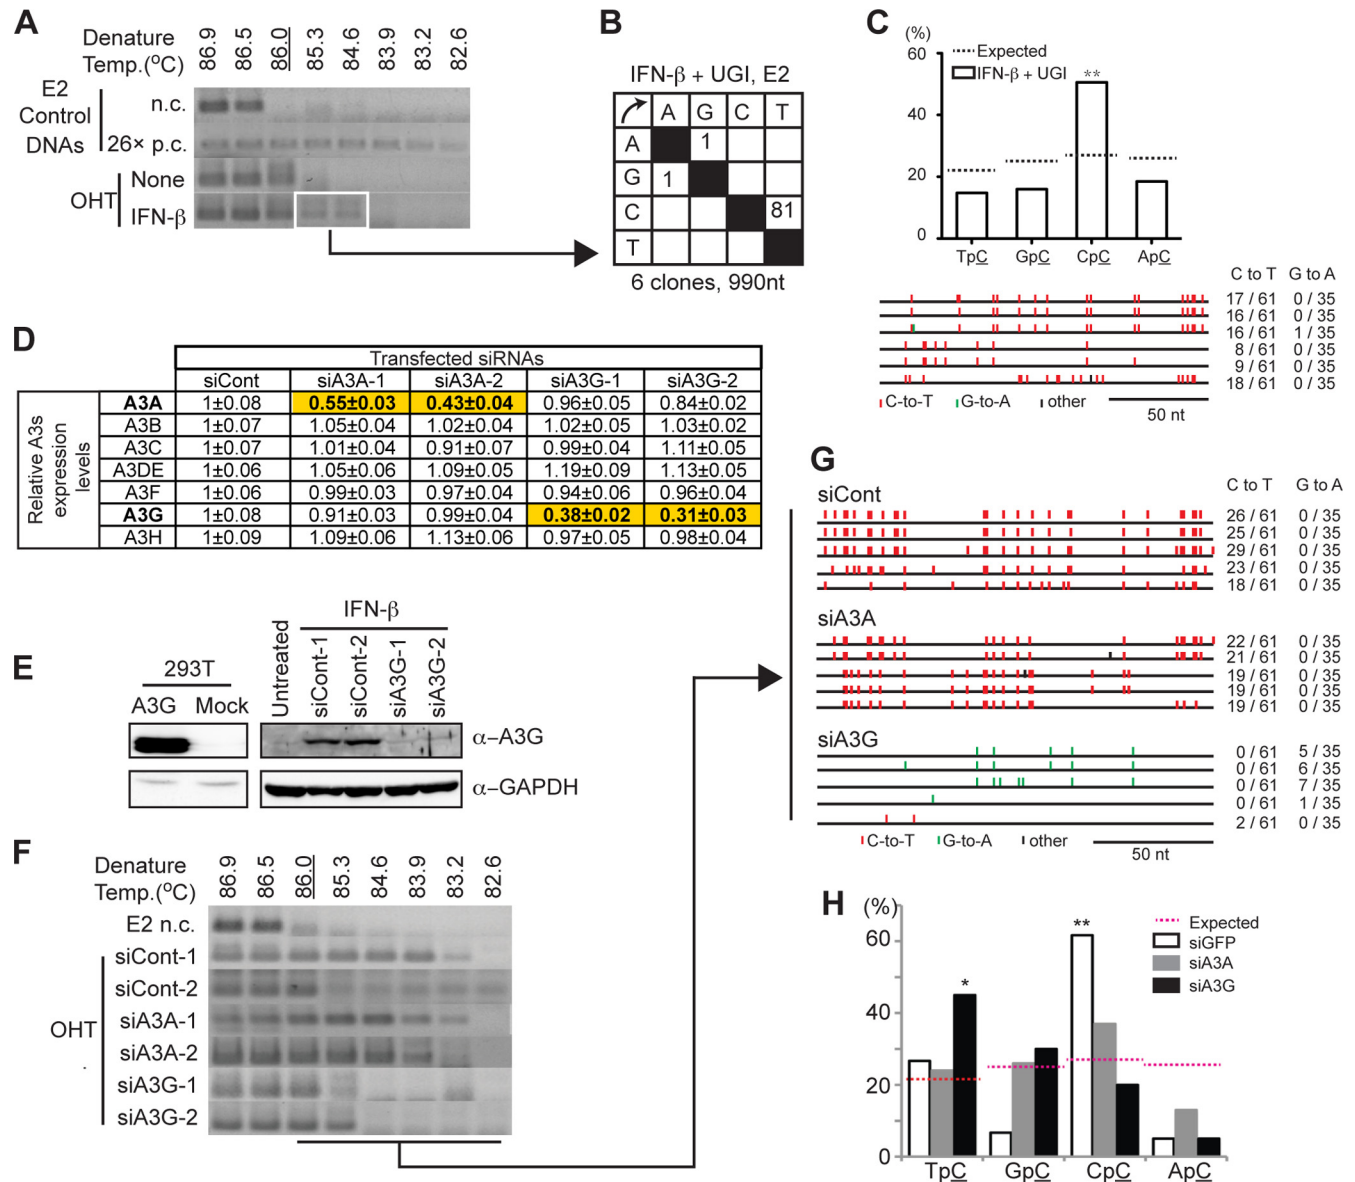 A
Denature
Temp.(°C)
86.9 86.5 86.0 85.3 84.6 83.9 83.2 82.6
E2
Control
DNAs
n.c.
26× p.c.
OHT
None
IFN-β
B
IFN-β + UGI, E2
A G C T
A 1
G 1
C 81
T
6 clones, 990nt
C
(%)
60
40
20
0
Expected
IFN-β + UGI
**
TpC GpC CpC ApC
C to T G to A
17 / 61 0 / 35
16 / 61 0 / 35
16 / 61 1 / 35
8 / 61 0 / 35
9 / 61 0 / 35
18 / 61 0 / 35
C-to-T G-to-A other
50 nt
D
Transfected siRNAs
siCont siA3A-1 siA3A-2 siA3G-1 siA3G-2
Relative A3s
expression
levels
A3A 1±0.08 0.55±0.03 0.43±0.04 0.96±0.05 0.84±0.02
A3B 1±0.07 1.05±0.04 1.02±0.04 1.02±0.05 1.03±0.02
A3C 1±0.07 1.01±0.04 0.91±0.07 0.99±0.04 1.11±0.05
A3DE 1±0.06 1.05±0.06 1.09±0.05 1.19±0.09 1.13±0.05
A3F 1±0.06 0.99±0.03 0.97±0.04 0.94±0.06 0.96±0.04
A3G 1±0.08 0.91±0.03 0.99±0.04 0.38±0.02 0.31±0.03
A3H 1±0.09 1.09±0.06 1.13±0.06 0.97±0.05 0.98±0.04
E
293T
A3G Mock
IFN-β
Untreated
siCont-1
siCont-2
siA3G-1
siA3G-2
α–A3G
α–GAPDH
F
Denature
Temp.(°C)
86.9 86.5 86.0 85.3 84.6 83.9 83.2 82.6
E2 n.c.
OHT
siCont-1
siCont-2
siA3A-1
siA3A-2
siA3G-1
siA3G-2
G
C to T G to A
siCont
26 / 61 0 / 35
25 / 61 0 / 35
29 / 61 0 / 35
23 / 61 0 / 35
18 / 61 0 / 35
siA3A
22 / 61 0 / 35
21 / 61 0 / 35
19 / 61 0 / 35
19 / 61 0 / 35
19 / 61 0 / 35
siA3G
0 / 61 5 / 35
0 / 61 6 / 35
0 / 61 7 / 35
0 / 61 1 / 35
2 / 61 0 / 35
C-to-T G-to-A other
50 nt
H
(%)
60
40
20
0
Expected
siGFP
siA3A
siA3G
*
**
TpC GpC CpC ApC